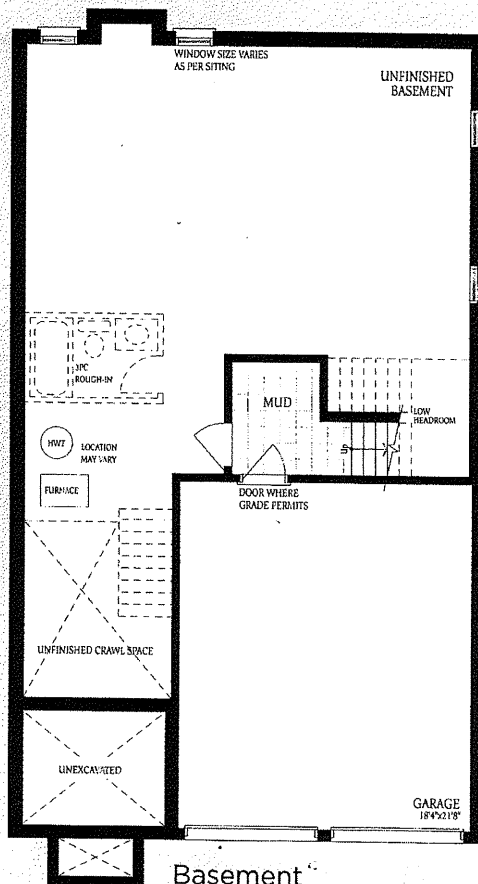 WINDOW SIZE VARIES
AS PER SITING
UNFINISHED
BASEMENT
3PC
ROUGH-IN
MUD
LOW
HEADROOM
UP
HWT
LOCATION
MAY VARY
FURNACE
DOOR WHERE
GRADE PERMITS
UNFINISHED CRAWL SPACE
UNEXCAVATED
GARAGE
18'4"x21'8"
Basement